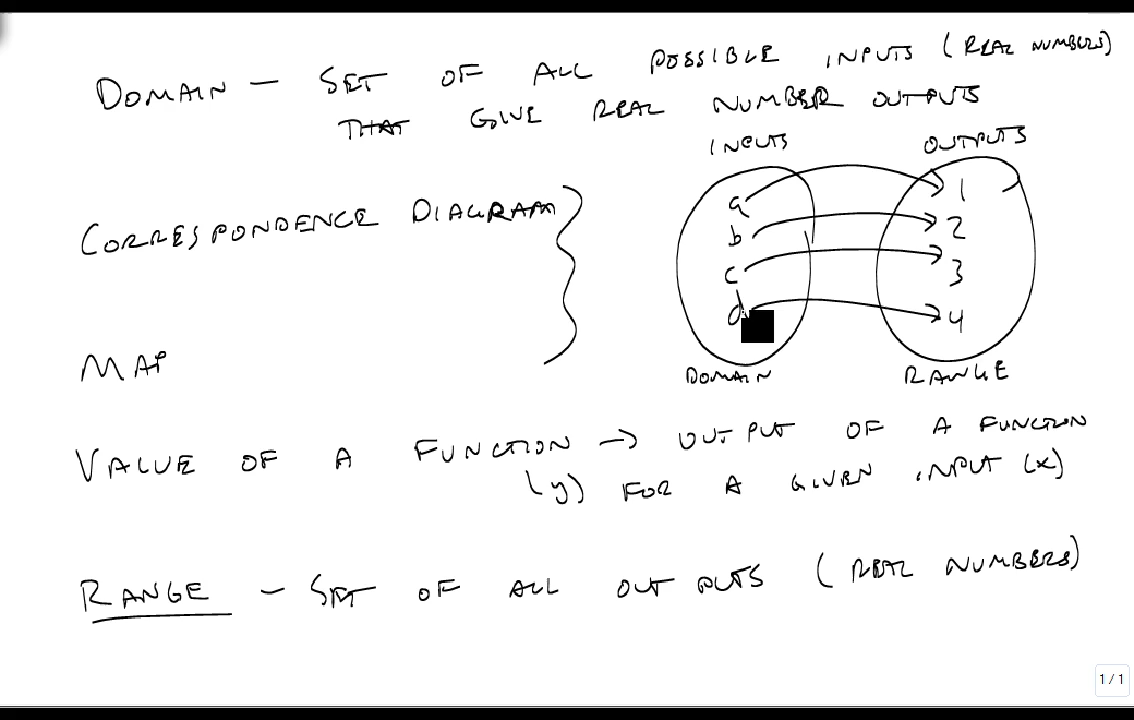 DOMAIN — SET OF ALL POSSIBLE INPUTS (REAL NUMBERS)
THAT GIVE REAL NUMBER OUTPUTS
INPUTS OUTPUTS
CORRESPONDENCE DIAGRAM
a 1
b 2
c 3
d 4
MAP
DOMAIN RANGE
VALUE OF A FUNCTION → OUTPUT OF A FUNCTION
(y) FOR A GIVEN INPUT (x)
RANGE – SET OF ALL OUTPUTS (REAL NUMBERS)
1 / 1